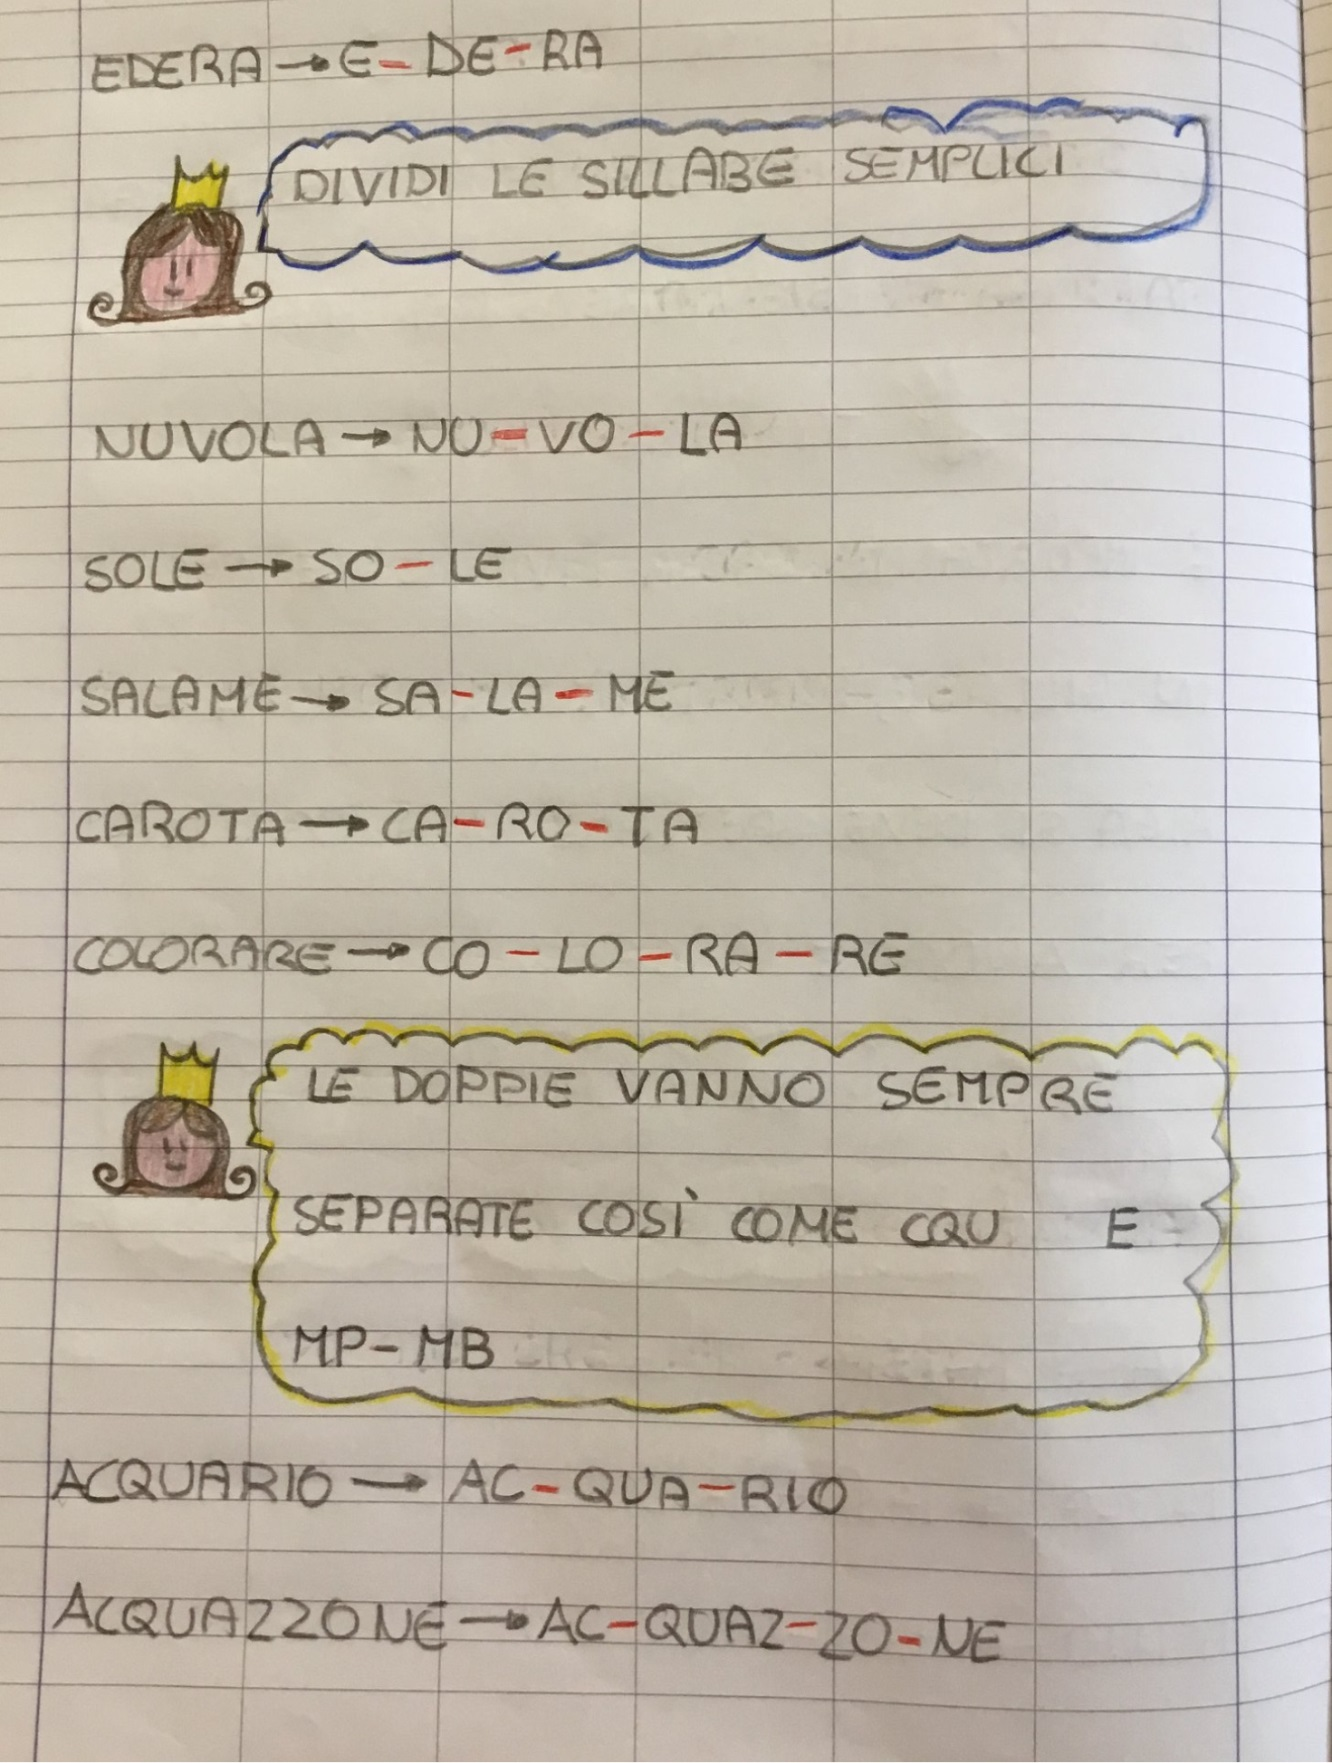 EDERA → E - DE - RA
DIVIDI LE SILLABE SEMPLICI
NUVOLA → NU - VO - LA
SOLE → SO - LE
SALAME → SA - LA - ME
CAROTA → CA - RO - TA
COLORARE → CO - LO - RA - RE
LE DOPPIE VANNO SEMPRE
SEPARATE COSÌ COME CQU E
MP - MB
ACQUARIO → AC - QUA - RIO
ACQUAZZONE → AC - QUAZ - ZO - NE